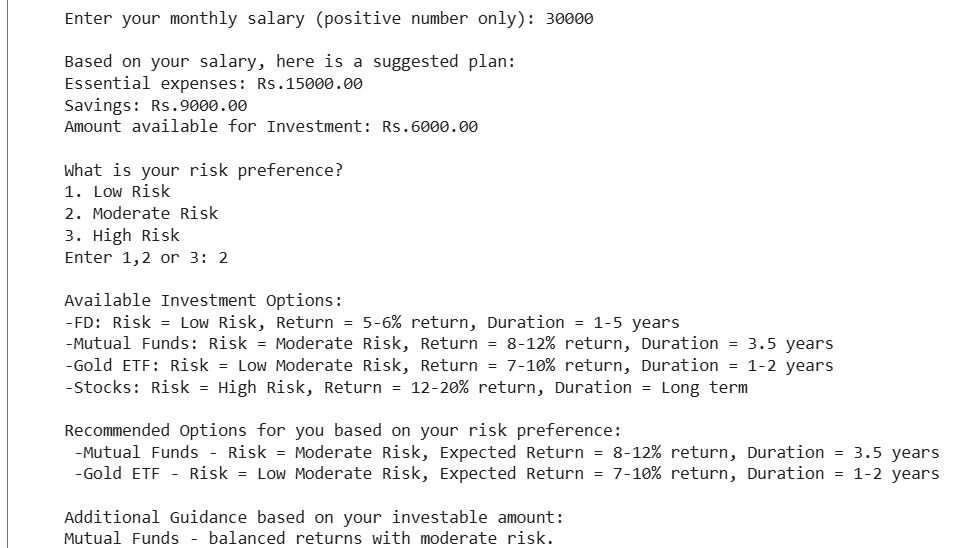 Enter your monthly salary (positive number only): 30000
Based on your salary, here is a suggested plan:
Essential expenses: Rs.15000.00
Savings: Rs.9000.00
Amount available for Investment: Rs.6000.00
What is your risk preference?
1. Low Risk
2. Moderate Risk
3. High Risk
Enter 1,2 or 3: 2
Available Investment Options:
-FD: Risk = Low Risk, Return = 5-6% return, Duration = 1-5 years
-Mutual Funds: Risk = Moderate Risk, Return = 8-12% return, Duration = 3.5 years
-Gold ETF: Risk = Low Moderate Risk, Return = 7-10% return, Duration = 1-2 years
-Stocks: Risk = High Risk, Return = 12-20% return, Duration = Long term
Recommended Options for you based on your risk preference:
-Mutual Funds - Risk = Moderate Risk, Expected Return = 8-12% return, Duration = 3.5 years
-Gold ETF - Risk = Low Moderate Risk, Expected Return = 7-10% return, Duration = 1-2 years
Additional Guidance based on your investable amount:
Mutual Funds - balanced returns with moderate risk.